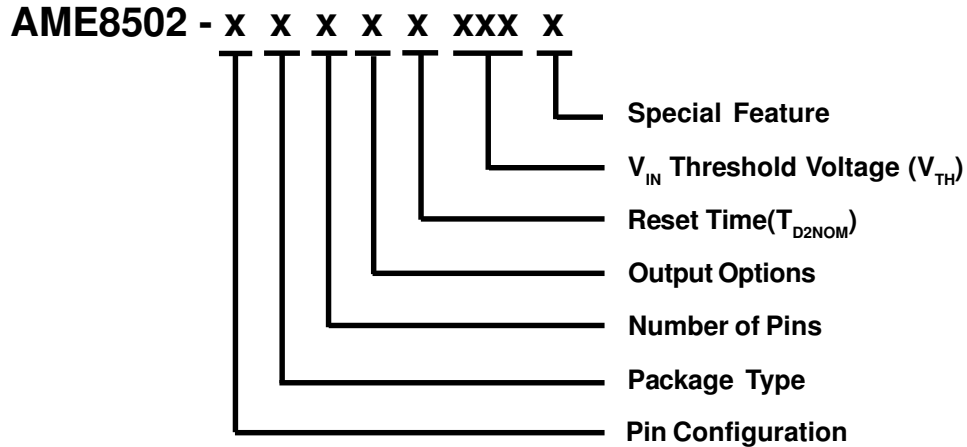 AME8502 - x x x x x xxx x
Special Feature
VIN Threshold Voltage (VTH)
Reset Time(TD2NOM)
Output Options
Number of Pins
Package Type
Pin Configuration